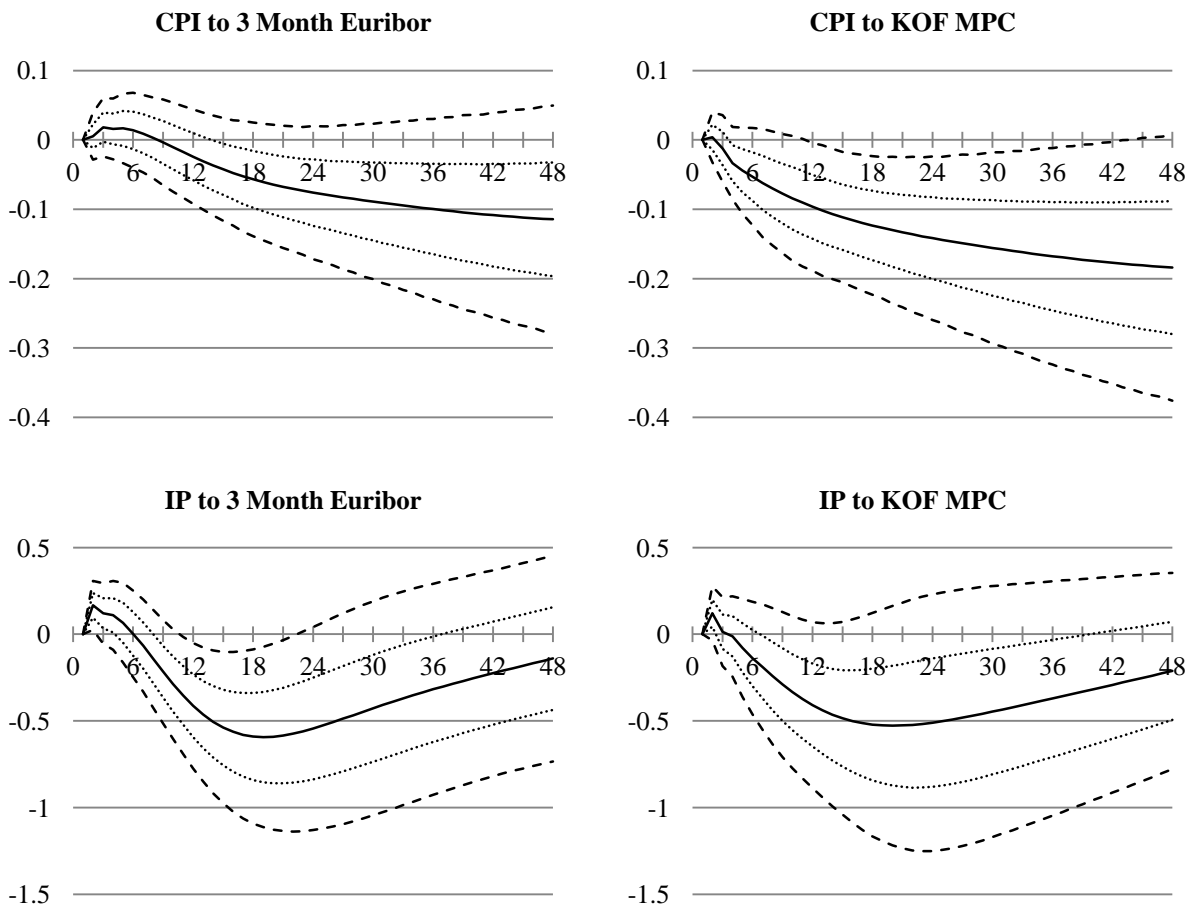 CPI to 3 Month Euribor
0.1
0
-0.1
-0.2
-0.3
-0.4
0 6 12 18 24 30 36 42 48
CPI to KOF MPC
0.1
0
-0.1
-0.2
-0.3
-0.4
0 6 12 18 24 30 36 42 48
IP to 3 Month Euribor
0.5
0
-0.5
-1
-1.5
0 6 12 18 24 30 36 42 48
IP to KOF MPC
0.5
0
-0.5
-1
-1.5
0 6 12 18 24 30 36 42 48